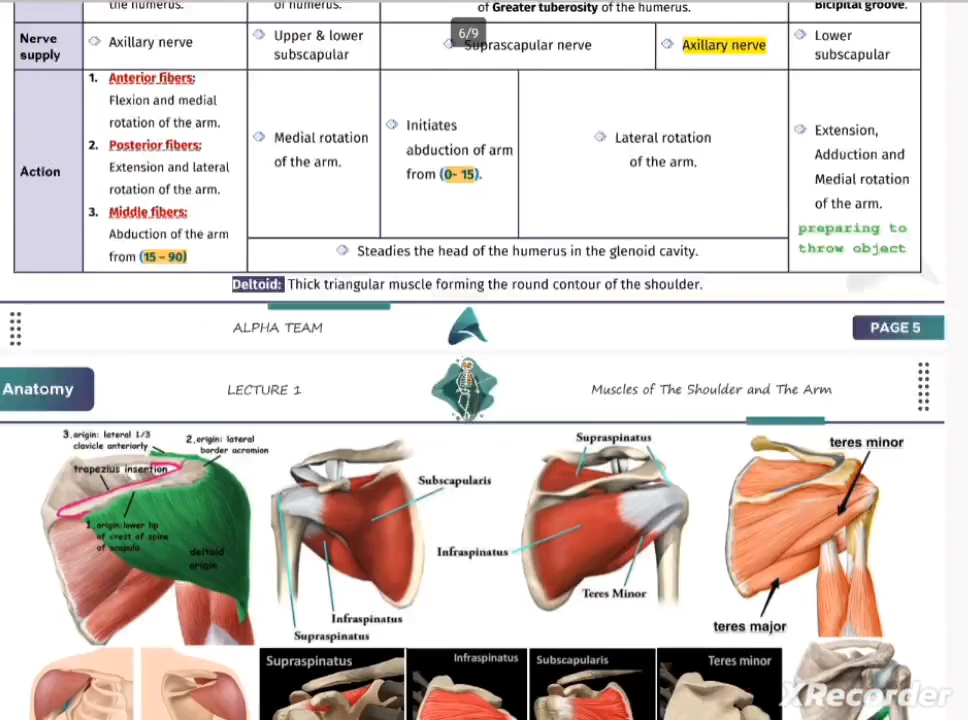 the humerus.
of humerus.
of Greater tuberosity of the humerus.
Bicipital groove.
6/9
Nerve
supply
Axillary nerve
Upper & lower
subscapular
Suprascapular nerve
Axillary nerve
Lower
subscapular
Action
1. Anterior fibers:
Flexion and medial
rotation of the arm.
2. Posterior fibers:
Extension and lateral
rotation of the arm.
3. Middle fibers:
Abduction of the arm
from (15 – 90)
Medial rotation
of the arm.
Initiates
abduction of arm
from (0- 15).
Lateral rotation
of the arm.
Extension,
Adduction and
Medial rotation
of the arm.
preparing to
throw object
Steadies the head of the humerus in the glenoid cavity.
Deltoid: Thick triangular muscle forming the round contour of the shoulder.
ALPHA TEAM
PAGE 5
Anatomy
LECTURE 1
Muscles of The Shoulder and The Arm
3.origin: lateral 1/3
clavicle anteriorly
2.origin: lateral
border acromion
trapezius insertion
1.origin:lower lip
of crest of spine
of scapula
deltoid
origin
Subscapularis
Infraspinatus
Supraspinatus
Supraspinatus
Infraspinatus
Teres Minor
teres minor
teres major
Supraspinatus
Infraspinatus
Subscapularis
Teres minor
XRecorder